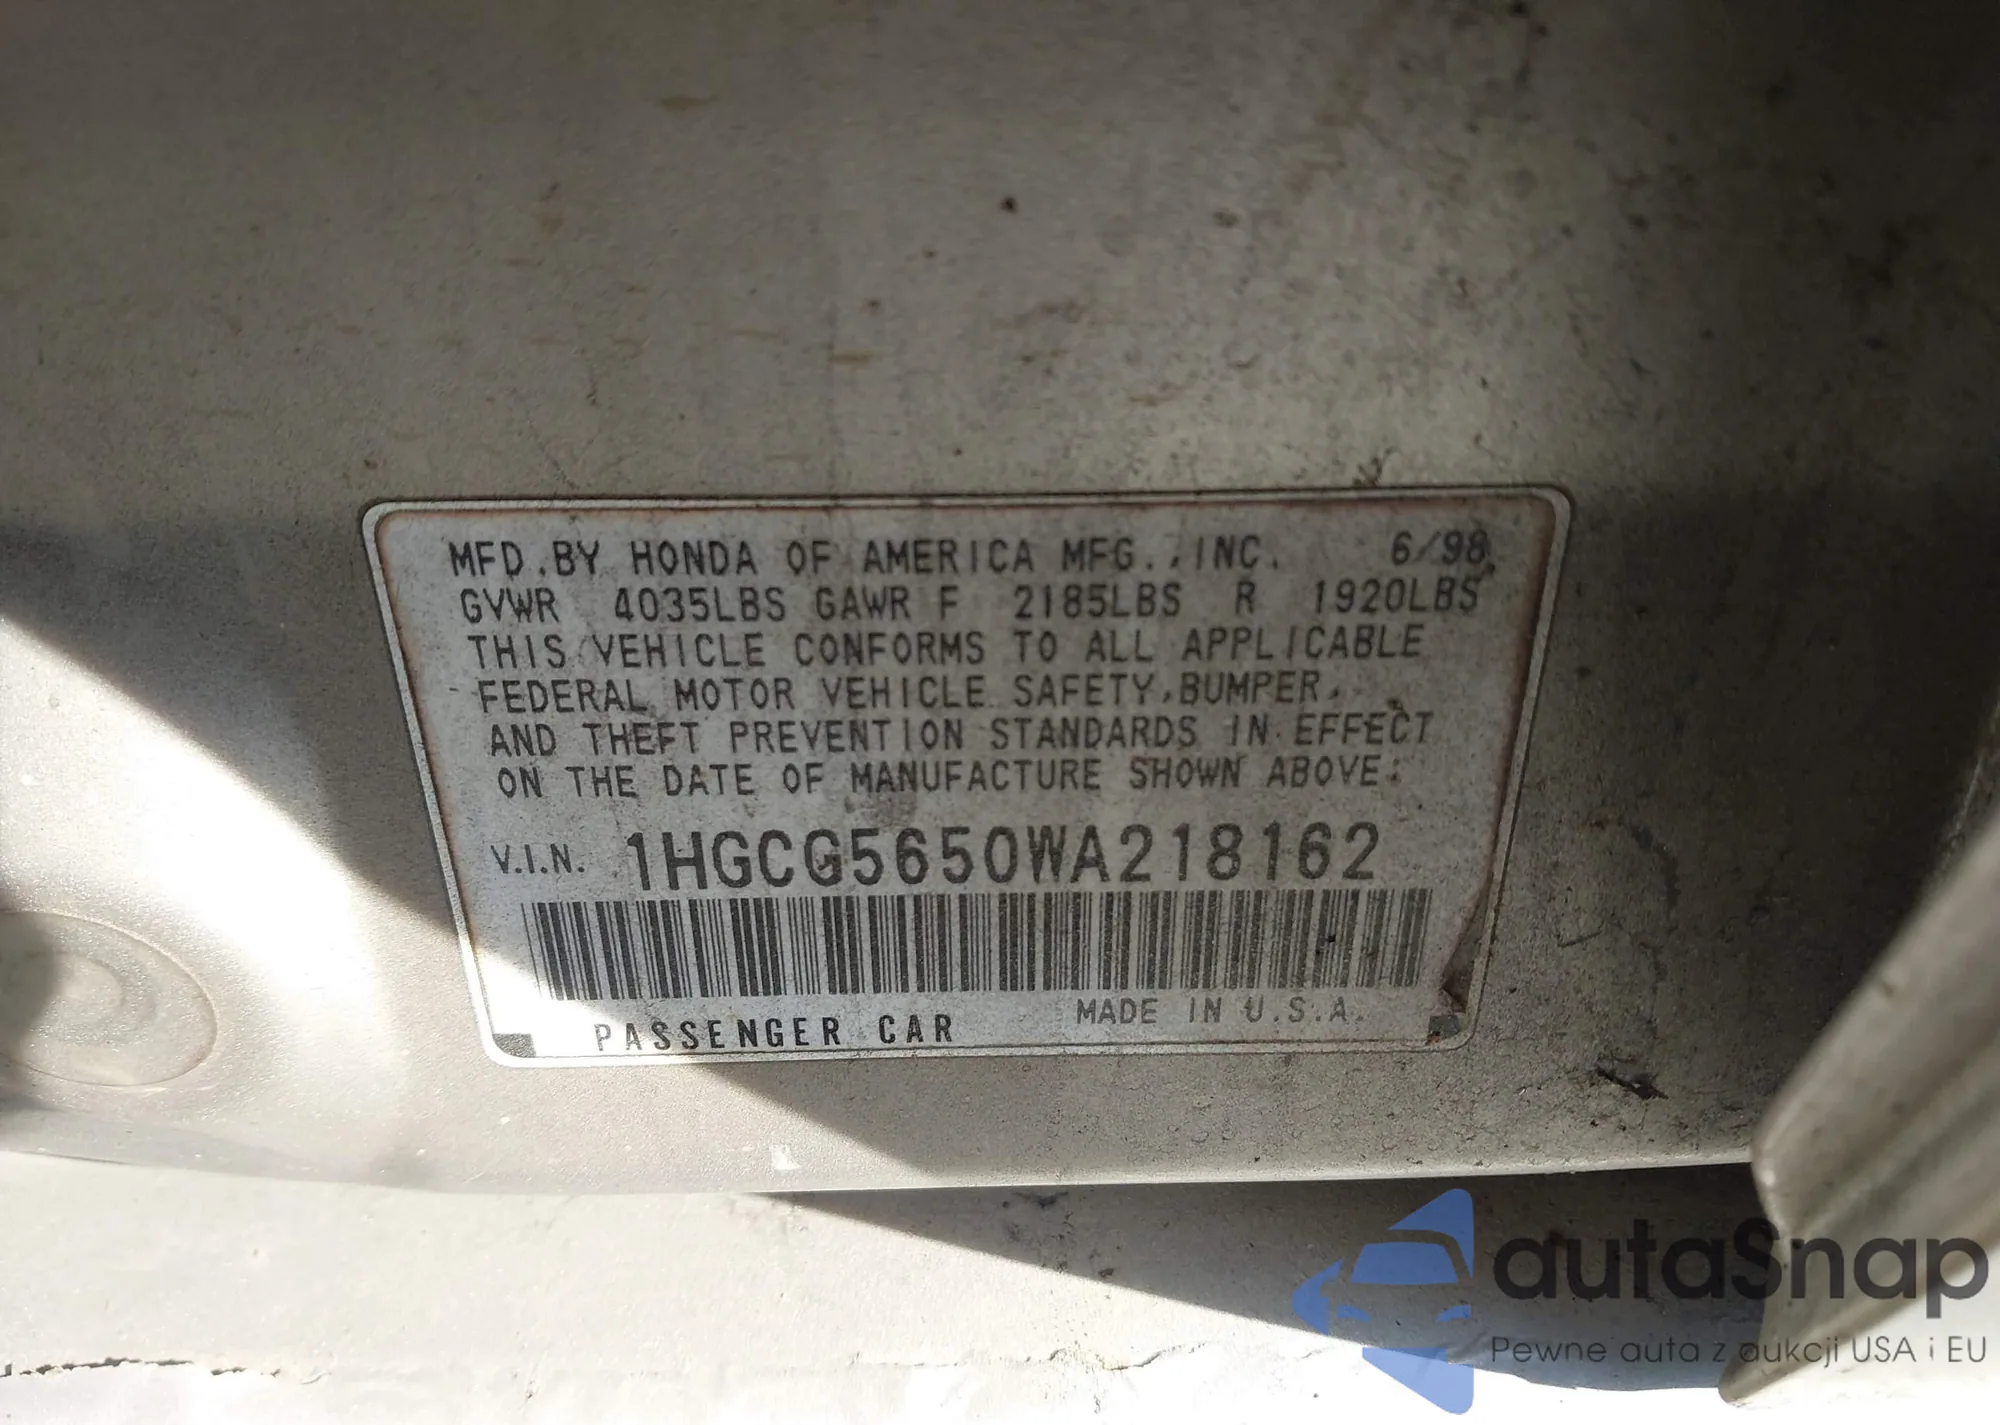 MFD. BY HONDA OF AMERICA MFG., INC. 6/98
GVWR 4035LBS GAWR F 2185LBS R 1920LBS
THIS VEHICLE CONFORMS TO ALL APPLICABLE
FEDERAL MOTOR VEHICLE SAFETY, BUMPER,
AND THEFT PREVENTION STANDARDS IN EFFECT
ON THE DATE OF MANUFACTURE SHOWN ABOVE:
V.I.N. 1HGCG5650WA218162
MADE IN U.S.A.
PASSENGER CAR
autaSnap
Pewne auta z aukcji USA i EU